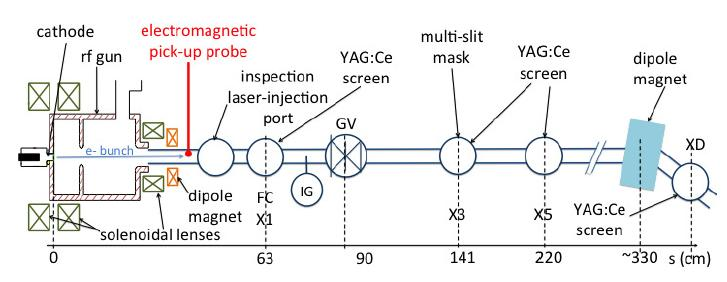 cathode
rf gun
electromagnetic
pick-up probe
inspection
laser-injection
port
YAG:Ce
screen
GV
multi-slit
mask
YAG:Ce
screen
dipole
magnet
XD
e- bunch
IG
dipole
magnet
FC
X1
X3
X5
YAG:Ce
screen
solenoidal lenses
0
63
90
141
220
~330
s (cm)